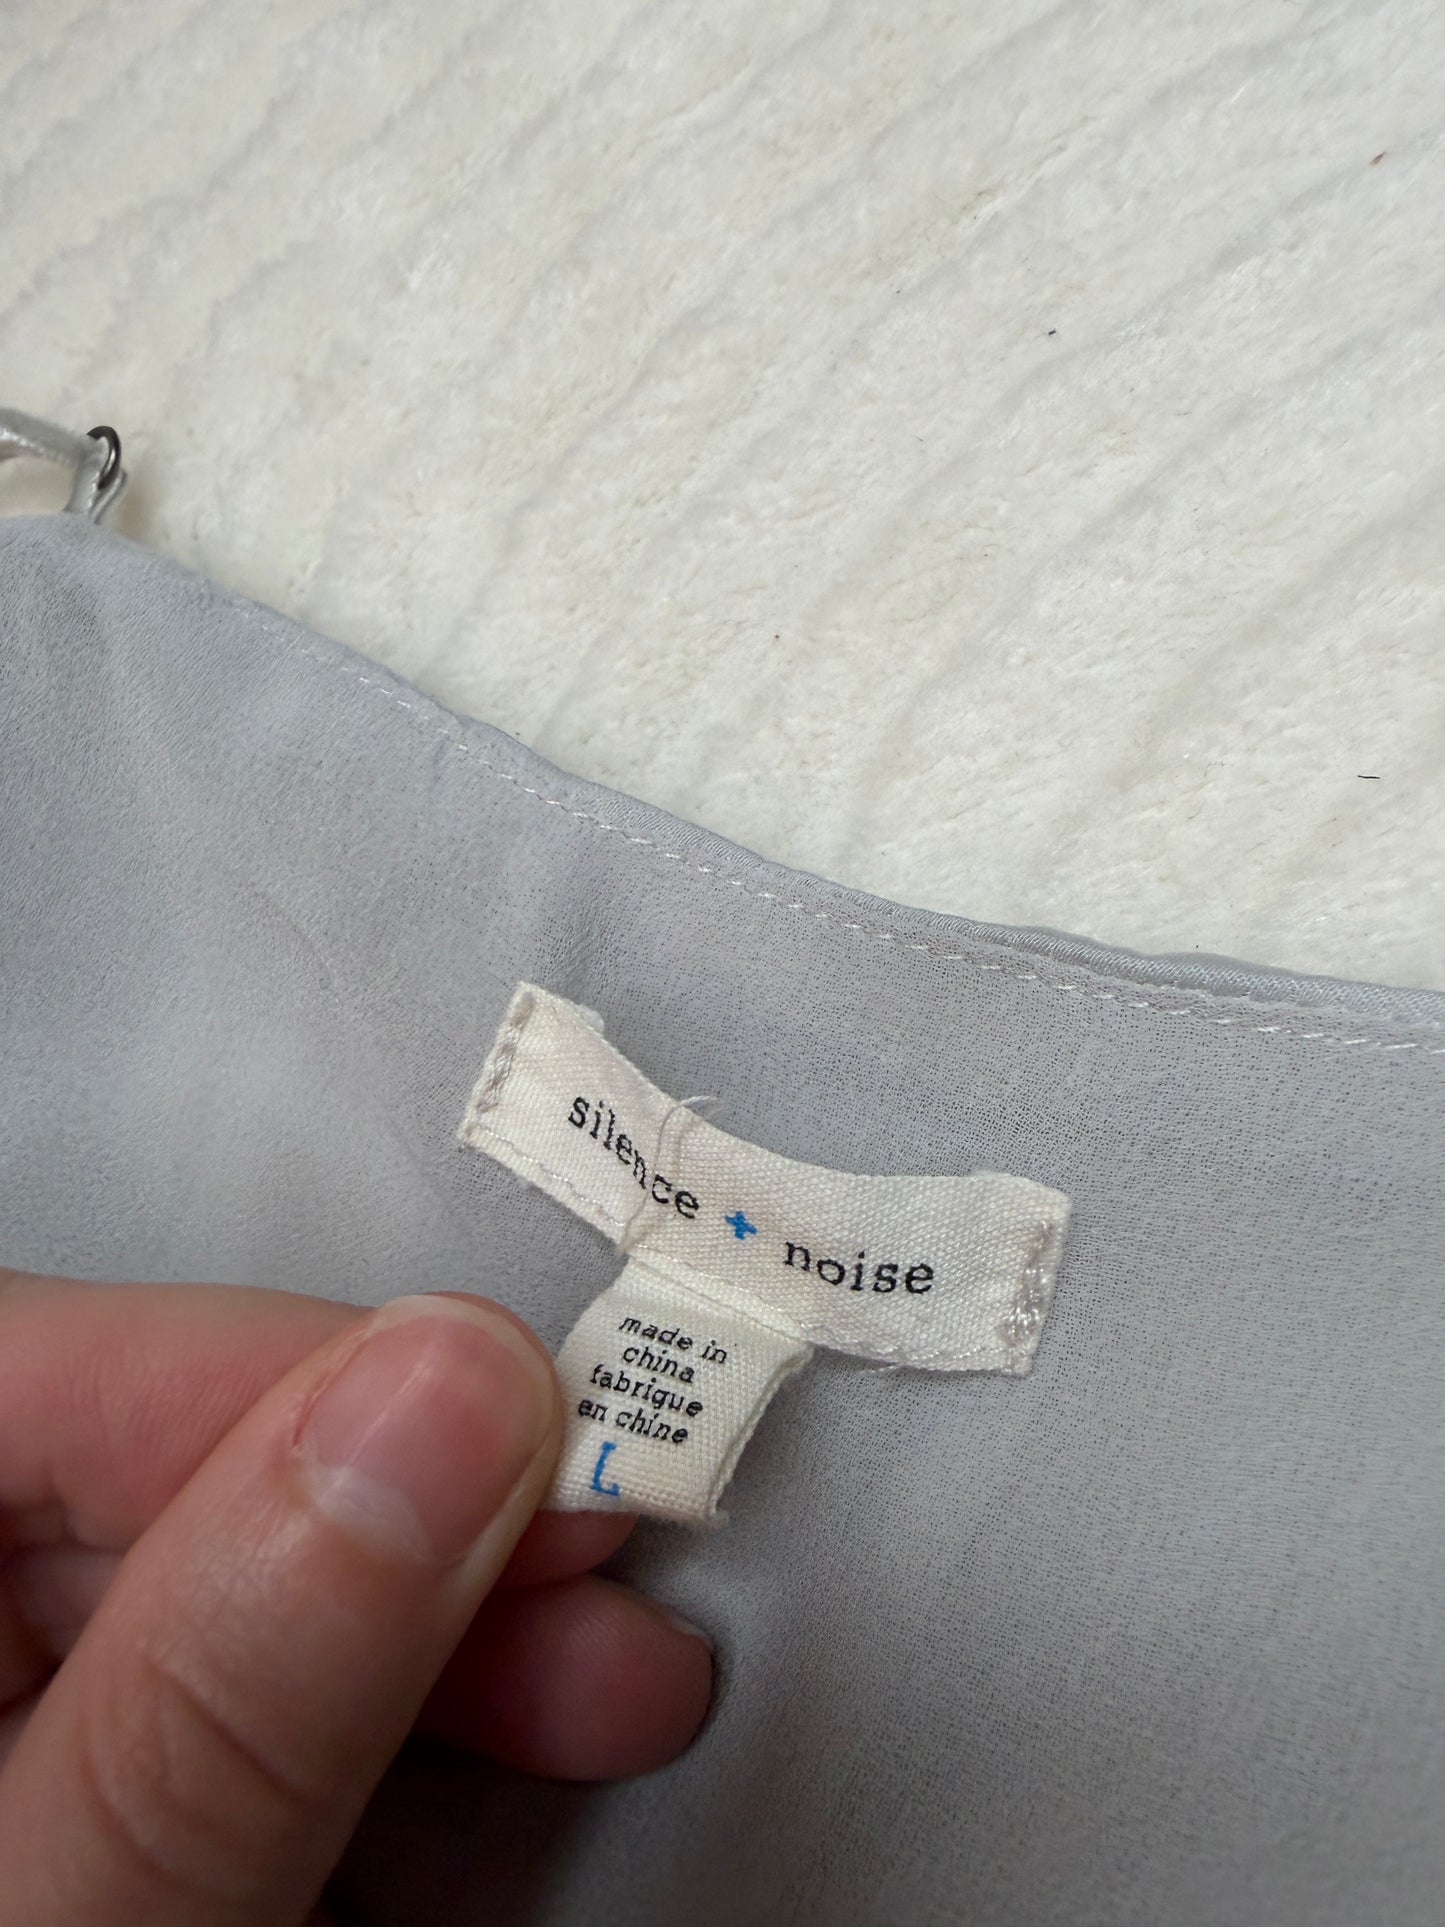 silence + noise
made in
china
fabrique
en chine
L